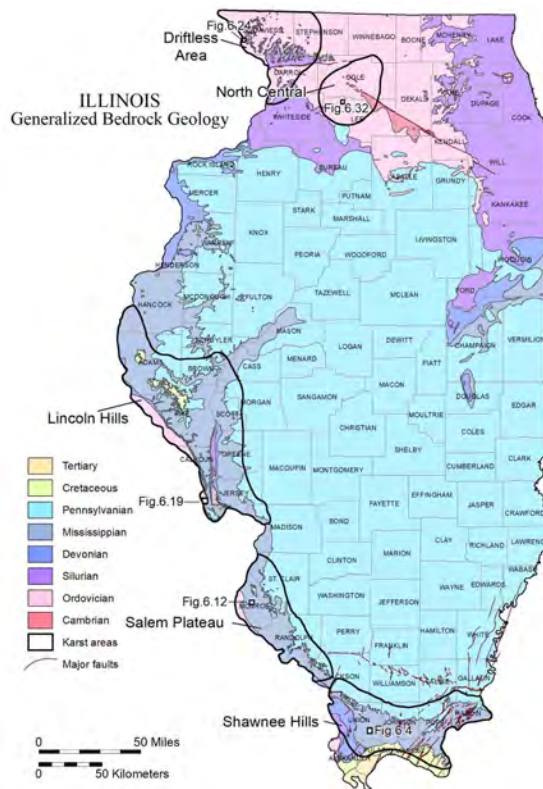 Fig.6.24
Driftless
Area
STEPHENSON
WINNEBAGO
BOONE
MCHENRY
LAKE
North Central
OGLE
Fig.6.32
DEKALB
DUPAGE
COOK
ILLINOIS
Generalized Bedrock Geology
WHITESIDE
KENDALL
WILL
ROCK ISLAND
HENRY
BUREAU
GRUNDY
KANKAKEE
MERCER
PUTNAM
STARK
MARSHALL
KNOX
LIVINGSTON
PEORIA
WOODFORD
HENDERSON
FORD
HANCOCK
MCDONOUGH
FULTON
TAZEWELL
MCLEAN
MASON
CHAMPAIGN
VERMILION
LOGAN
DEWITT
ADAMS
BROWN
CASS
MENARD
PIATT
MACON
Lincoln Hills
PIKE
SCOTT
MORGAN
SANGAMON
DOUGLAS
EDGAR
MOULTRIE
CHRISTIAN
COLES
SHELBY
Tertiary
Cretaceous
Pennsylvanian
Mississippian
Devonian
Silurian
Ordovician
Cambrian
Karst areas
Major faults
CALHOUN
GREENE
MACOUPIN
MONTGOMERY
CUMBERLAND
CLARK
Fig.6.19
JERSEY
FAYETTE
EFFINGHAM
JASPER
CRAWFORD
MADISON
BOND
CLAY
RICHLAND
CLINTON
MARION
ST. CLAIR
WAYNE
EDWARDS
Fig.6.12
WASHINGTON
JEFFERSON
Salem Plateau
RANDOLPH
PERRY
HAMILTON
WHITE
FRANKLIN
WILLIAMSON
Shawnee Hills
UNION
JOHNSON
POPE
Fig.6.4
0 50 Miles
0 50 Kilometers